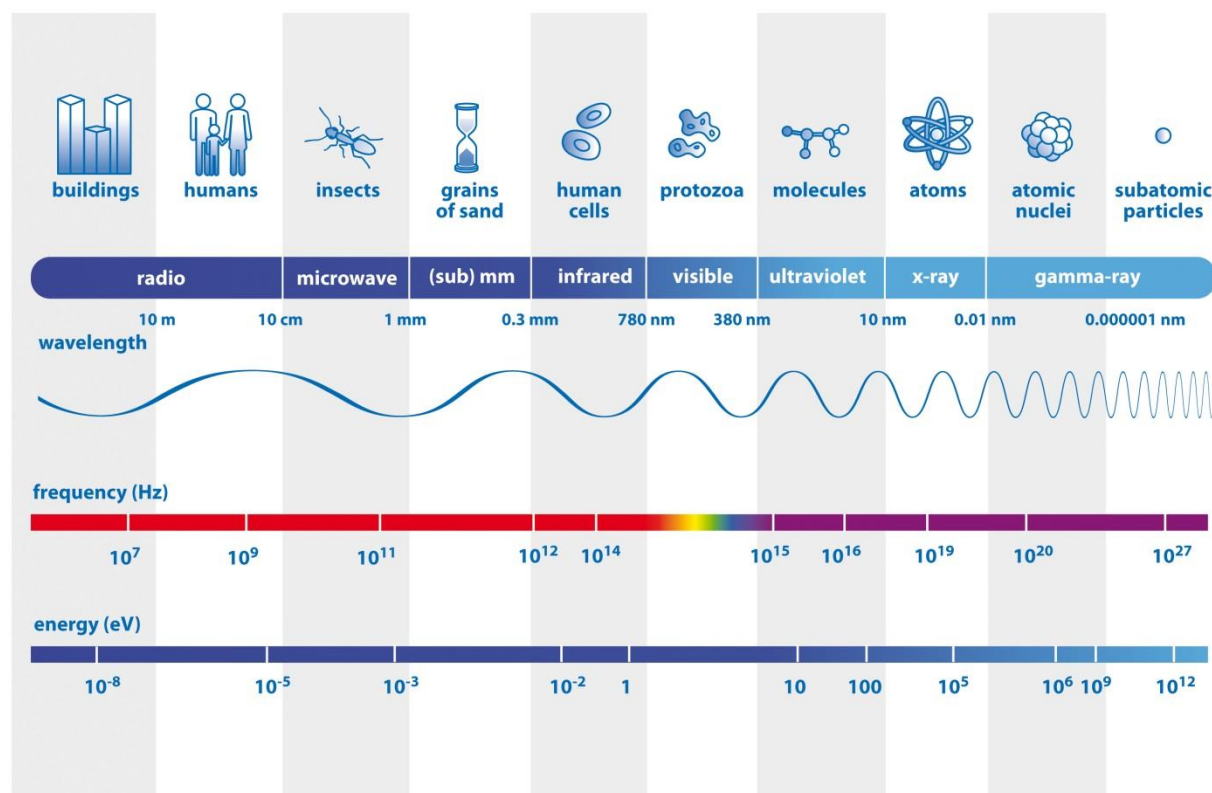 buildings
humans
insects
grains
of sand
human
cells
protozoa
molecules
atoms
atomic
nuclei
subatomic
particles
radio
microwave
(sub) mm
infrared
visible
ultraviolet
x-ray
gamma-ray
10 m
10 cm
1 mm
0.3 mm
780 nm
380 nm
10 nm
0.01 nm
0.000001 nm
wavelength
frequency (Hz)
10⁷
10⁹
10¹¹
10¹²
10¹⁴
10¹⁵
10¹⁶
10¹⁹
10²⁰
10²⁷
energy (eV)
10⁻⁸
10⁻⁵
10⁻³
10⁻²
1
10
100
10⁵
10⁶
10⁹
10¹²